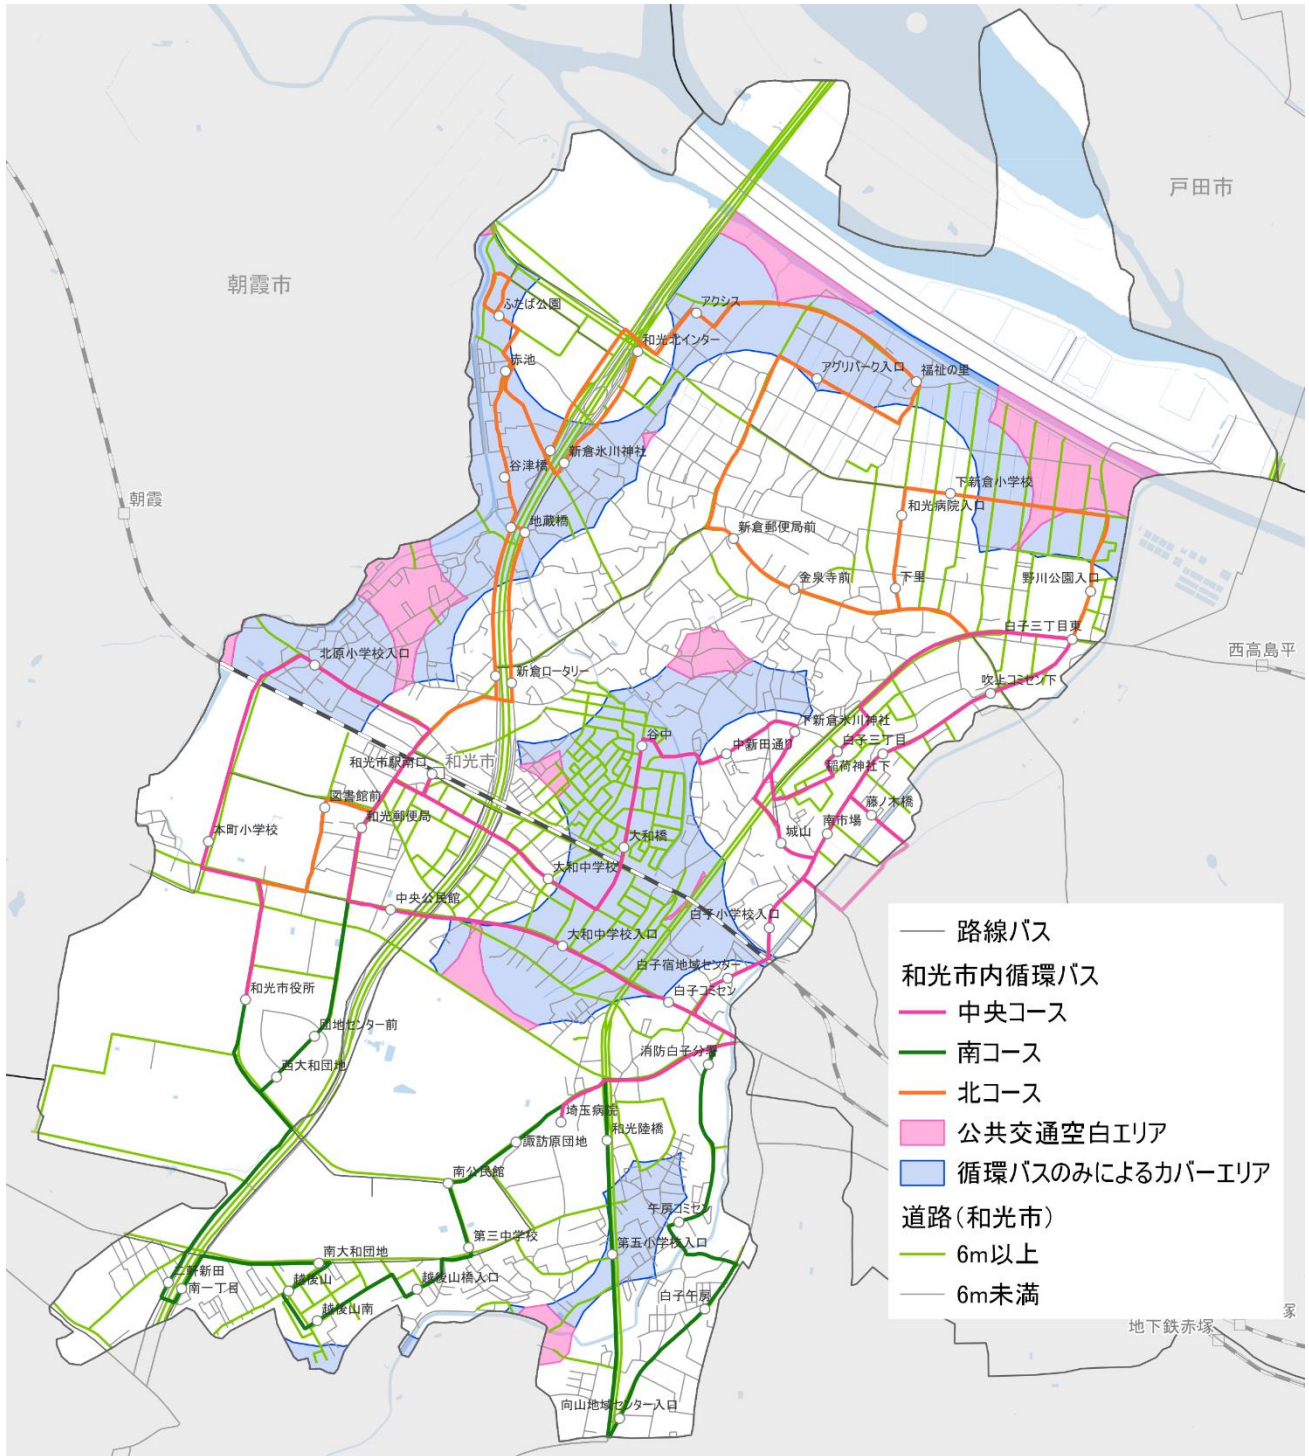 戸田市
朝霞市
ふたば公園
アクシス
和光北インター
赤池
アグリパーク入口
福祉の里
新倉氷川神社
谷津橋
朝霞
下新倉小学校
和光病院入口
地蔵橋
新倉郵便局前
金泉寺前
下里
野川公園入口
白子三丁目東
西高島平
北原小学校入口
新倉ロータリー
吹上コミセン下
下新倉氷川神社
谷中
中新田通り
白子三丁目
稲荷神社下
和光市駅南口
和光市
図書館前
和光郵便局
藤ノ木橋
本町小学校
大和橋
城山
南市場
大和中学校
中央公民館
白子小学校入口
大和中学校入口
白子宿地域センター
白子コミセン
和光市役所
団地センター前
消防白子分署
西大和団地
埼玉病院
和光陸橋
諏訪原団地
南公民館
午房コミセン
第三中学校
第五小学校入口
南大和団地
二軒新田
南一丁目
越後山
越後山橋入口
越後山南
白子午房
向山地域センター入口
路線バス
和光市内循環バス
中央コース
南コース
北コース
公共交通空白エリア
循環バスのみによるカバーエリア
道路(和光市)
6m以上
6m未満
塚
地下鉄赤塚